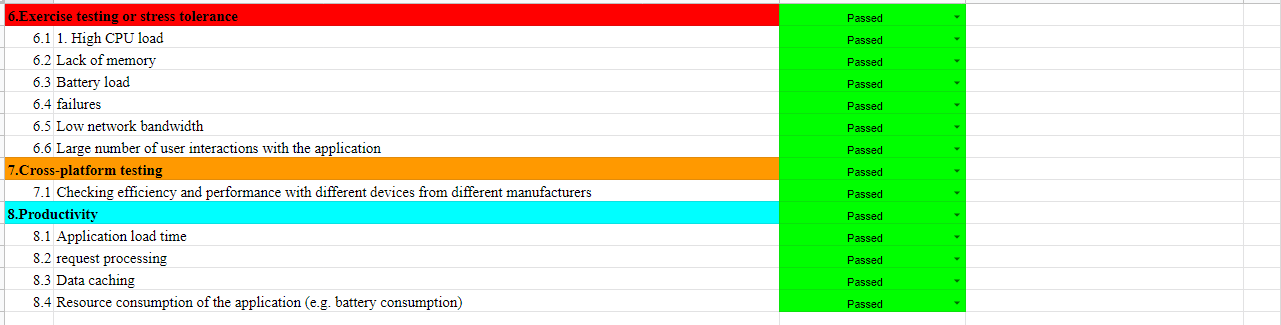 6.Exercise testing or stress tolerance Passed
6.1 1. High CPU load Passed
6.2 Lack of memory Passed
6.3 Battery load Passed
6.4 failures Passed
6.5 Low network bandwidth Passed
6.6 Large number of user interactions with the application Passed
7.Cross-platform testing Passed
7.1 Checking efficiency and performance with different devices from different manufacturers Passed
8.Productivity Passed
8.1 Application load time Passed
8.2 request processing Passed
8.3 Data caching Passed
8.4 Resource consumption of the application (e.g. battery consumption) Passed